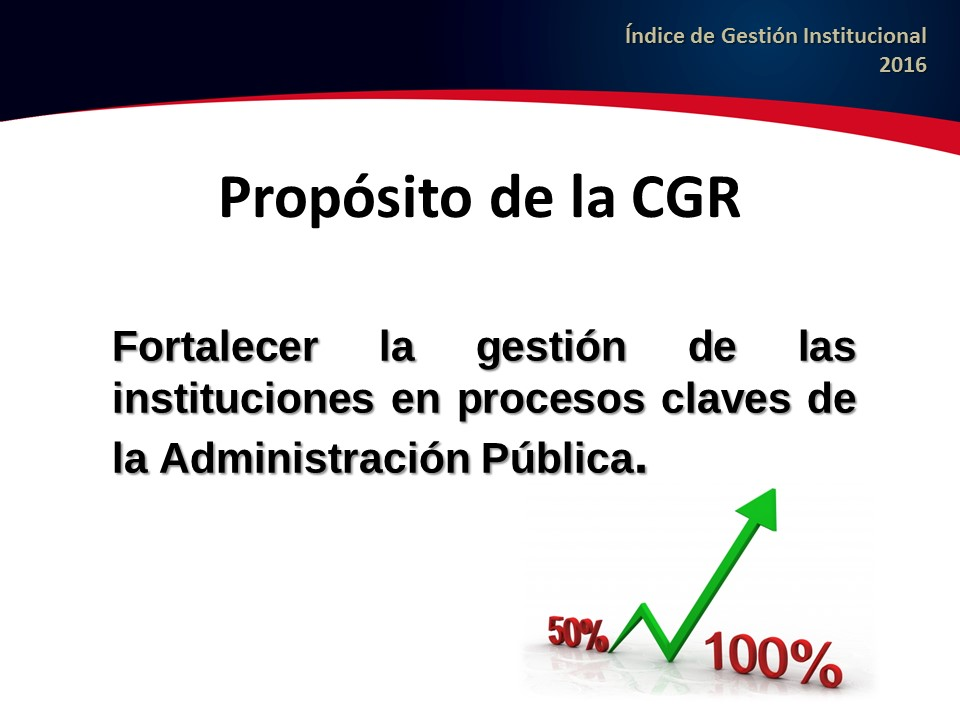 Índice de Gestión Institucional
2016
Propósito de la CGR
Fortalecer la gestión de las
instituciones en procesos claves de
la Administración Pública.
50%
100%